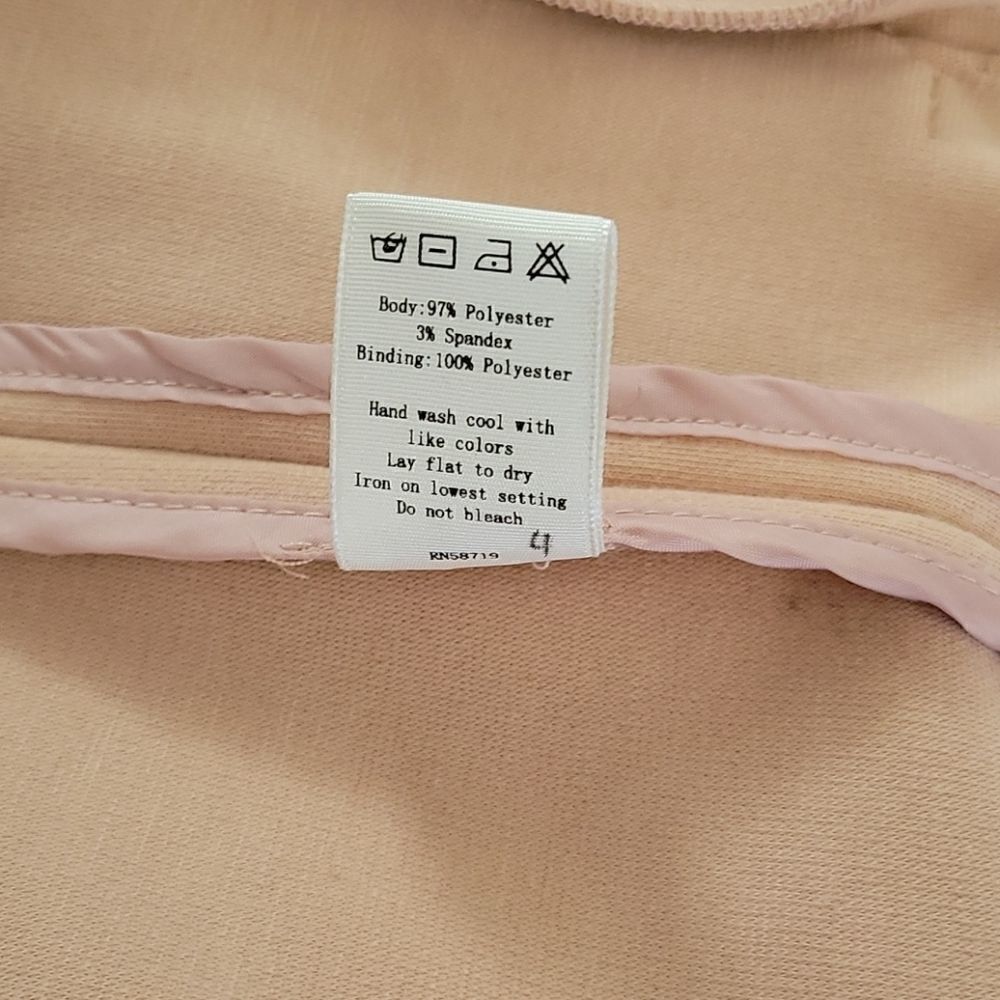 Body:97% Polyester
3% Spandex
Binding:100% Polyester
Hand wash cool with
like colors
Lay flat to dry
Iron on lowest setting
Do not bleach
RN58719
4